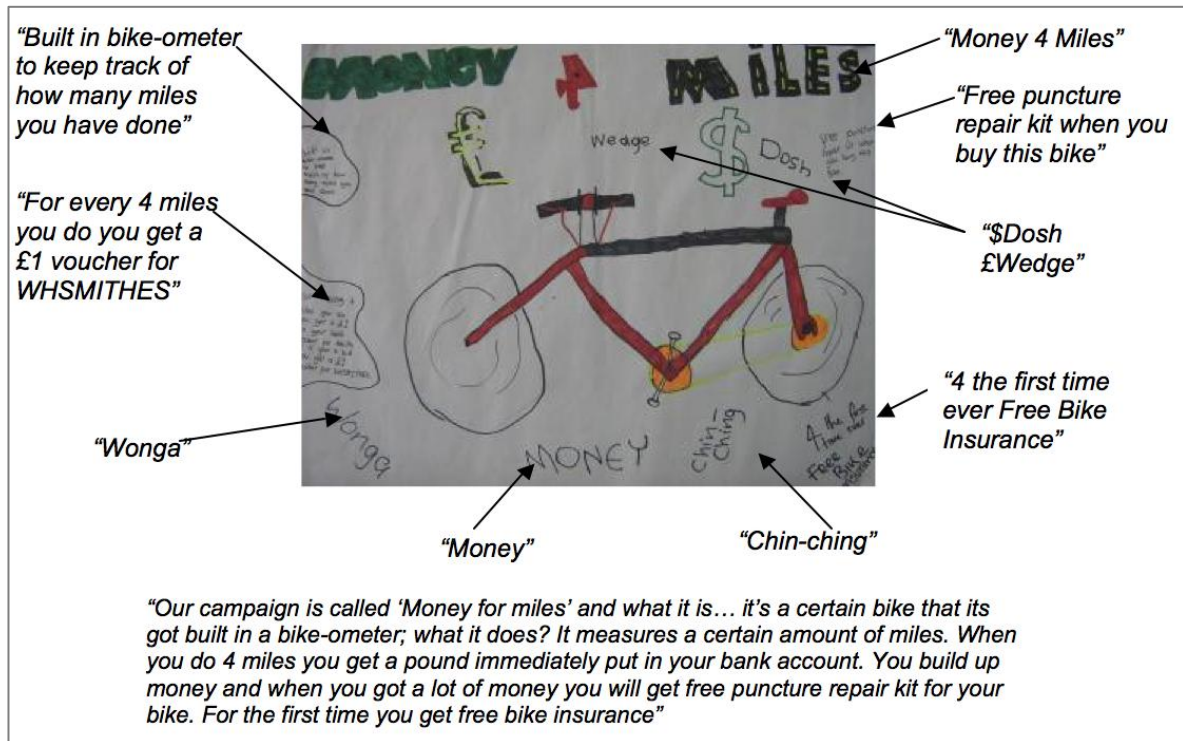 “Built in bike-ometer
to keep track of
how many miles
you have done”
“For every 4 miles
you do you get a
£1 voucher for
WHSMITHES”
“Wonga”
MONEY 4 MILES
£ Wedge $ Dosh
Wonga
MONEY
Chin-
Ching
4 the first
time ever
Free
Bike
“Money 4 Miles”
“Free puncture
repair kit when you
buy this bike”
“$Dosh
£Wedge”
“4 the first time
ever Free Bike
Insurance”
“Money”
“Chin-ching”
“Our campaign is called ‘Money for miles’ and what it is… it’s a certain bike that its
got built in a bike-ometer; what it does? It measures a certain amount of miles. When
you do 4 miles you get a pound immediately put in your bank account. You build up
money and when you got a lot of money you will get free puncture repair kit for your
bike. For the first time you get free bike insurance”